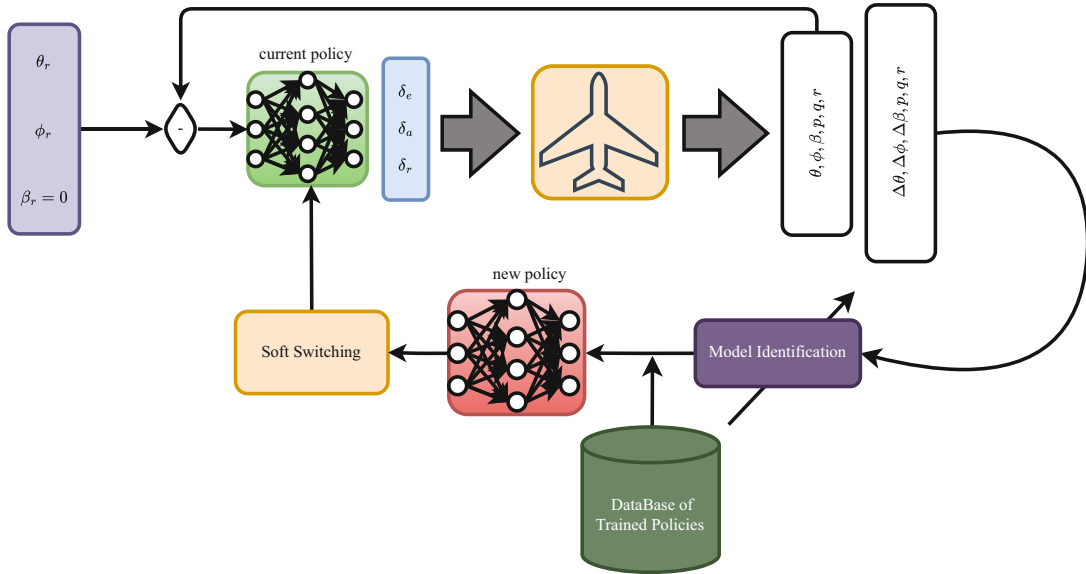 θ_r
ϕ_r
β_r = 0
-
current policy
δ_e
δ_a
δ_r
θ, ϕ, β, p, q, r
Δθ, Δϕ, Δβ, p, q, r
new policy
Soft Switching
Model Identification
DataBase of
Trained Policies